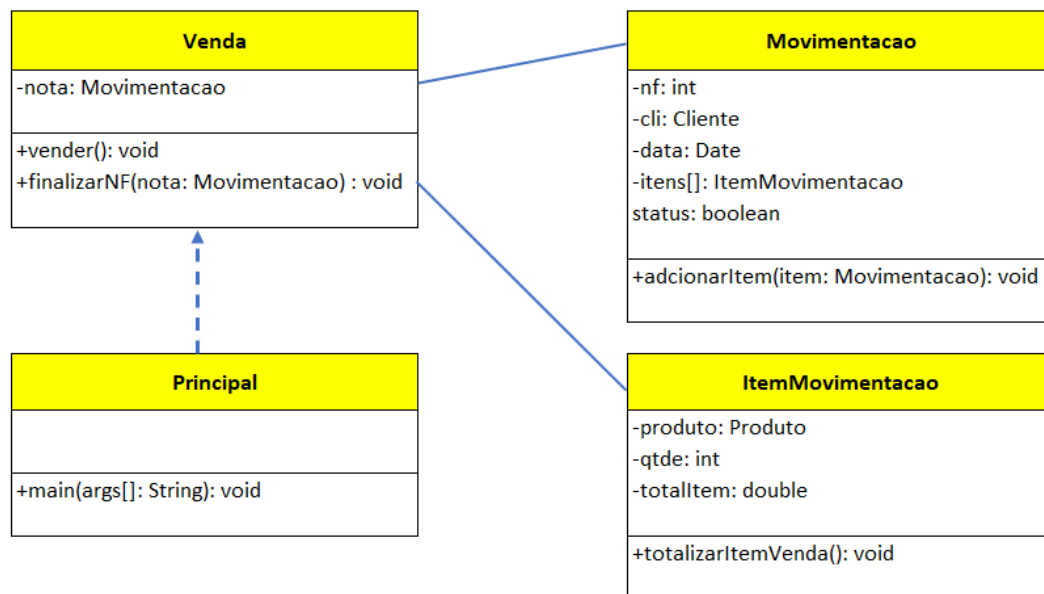 Venda
-nota: Movimentacao
+vender(): void
+finalizarNF(nota: Movimentacao) : void
Movimentacao
-nf: int
-cli: Cliente
-data: Date
-itens[]: ItemMovimentacao
status: boolean
+adcionarItem(item: Movimentacao): void
Principal
+main(args[]: String): void
ItemMovimentacao
-produto: Produto
-qtde: int
-totalItem: double
+totalizarItemVenda(): void